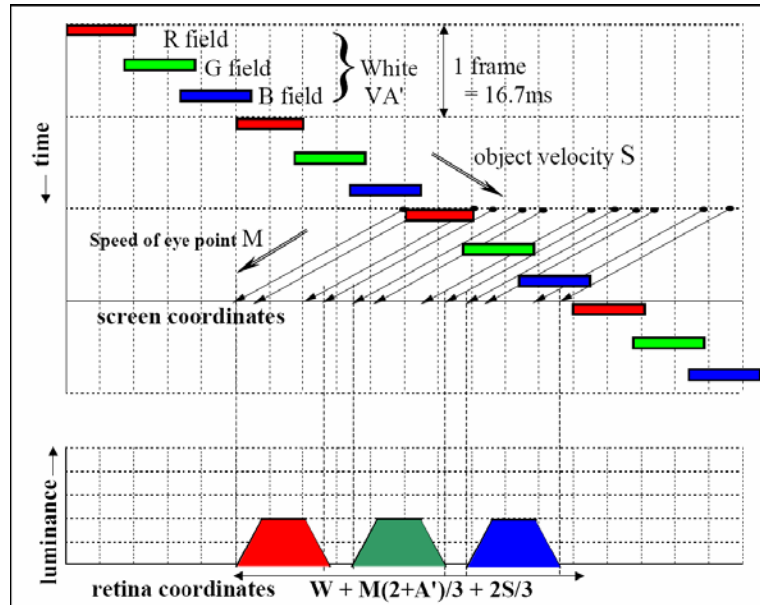 R field
G field
B field
White
VA'
1 frame
= 16.7ms
← time
object velocity S
Speed of eye point M
screen coordinates
luminance →
retina coordinates
W + M(2+A')/3 + 2S/3